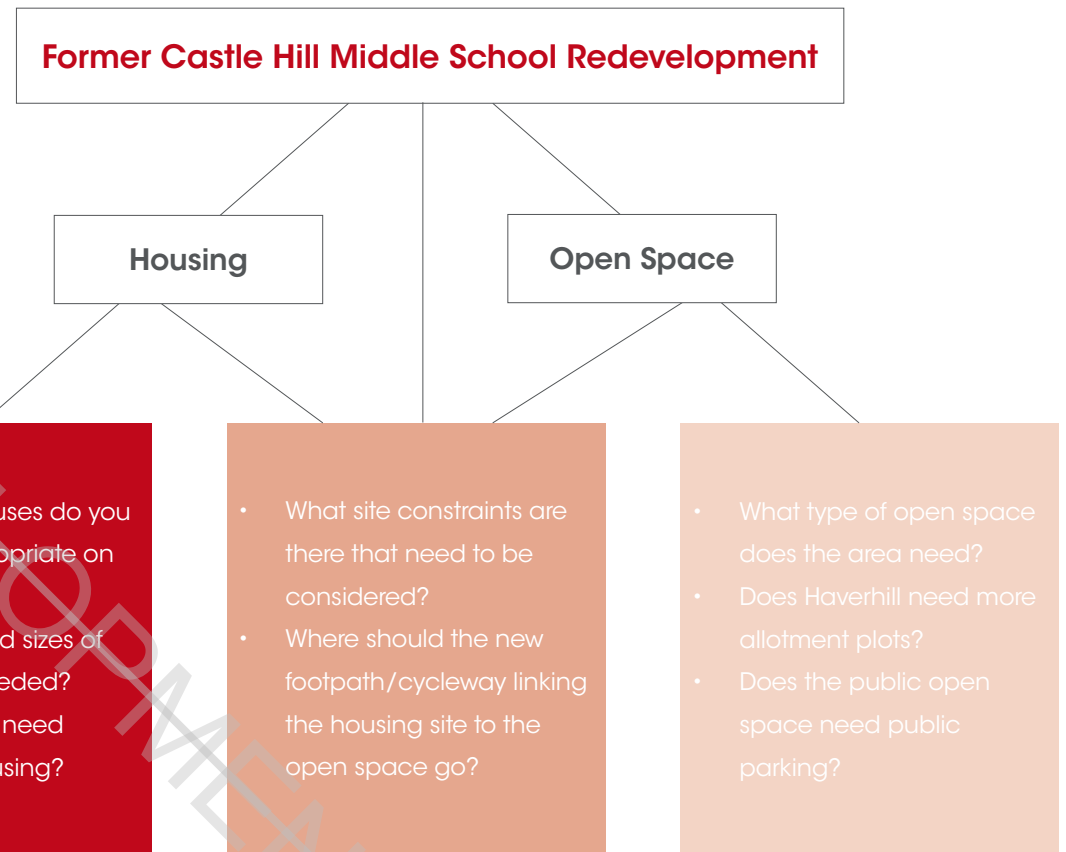 Former Castle Hill Middle School Redevelopment
Housing
Open Space
uses do you
opriate on
d sizes of
eded?
need
sing?
• What site constraints are
there that need to be
considered?
• Where should the new
footpath/cycleway linking
the housing site to the
open space go?
• What type of open space
does the area need?
• Does Haverhill need more
allotment plots?
• Does the public open
space need public
parking?
OPMEN